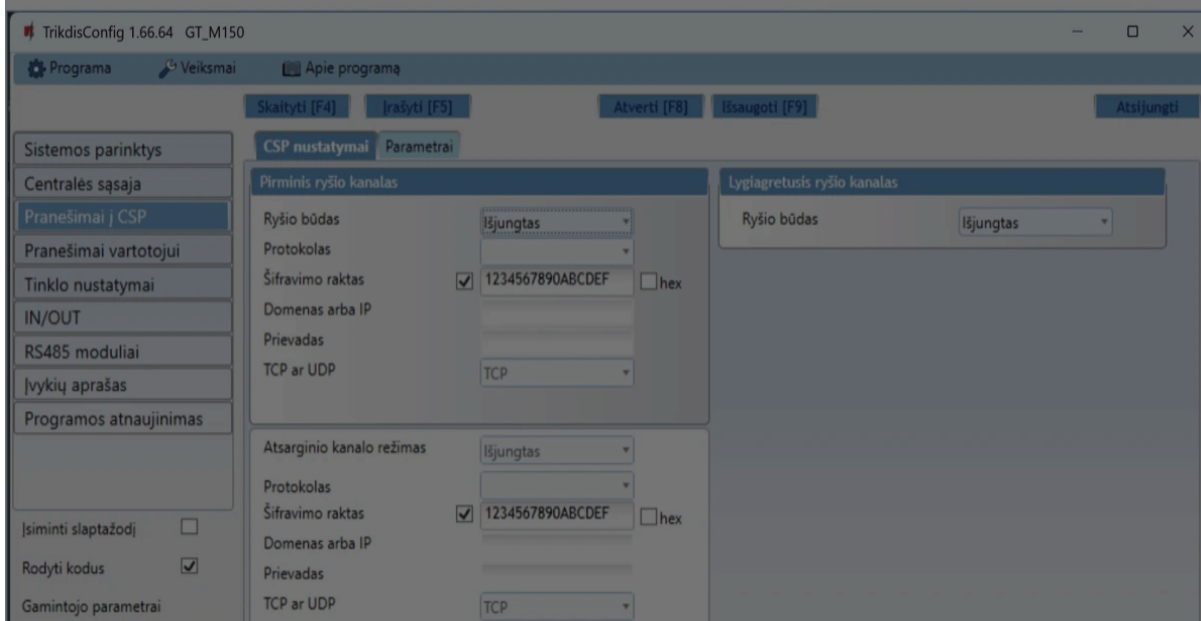 TrikdisConfig 1.66.64 GT_M150
Programa Veiksmai Apie programą
Skaityti [F4] Įrašyti [F5] Atverti [F8] Išsaugoti [F9] Atsijungti
Sistemos parinktys
Centralės sąsaja
Pranešimai į CSP
Pranešimai vartotojui
Tinklo nustatymai
IN/OUT
RS485 moduliai
Įvykių aprašas
Programos atnaujinimas
Įsiminti slaptažodį
Rodyti kodus
Gamintojo parametrai
CSP nustatymai Parametrai
Pirminis ryšio kanalas
Ryšio būdas Išjungtas
Protokolas
Šifravimo raktas 1234567890ABCDEF hex
Domenas arba IP
Prievadas
TCP ar UDP TCP
Atsarginio kanalo režimas Išjungtas
Protokolas
Šifravimo raktas 1234567890ABCDEF hex
Domenas arba IP
Prievadas
TCP ar UDP TCP
Lygiagretusis ryšio kanalas
Ryšio būdas Išjungtas